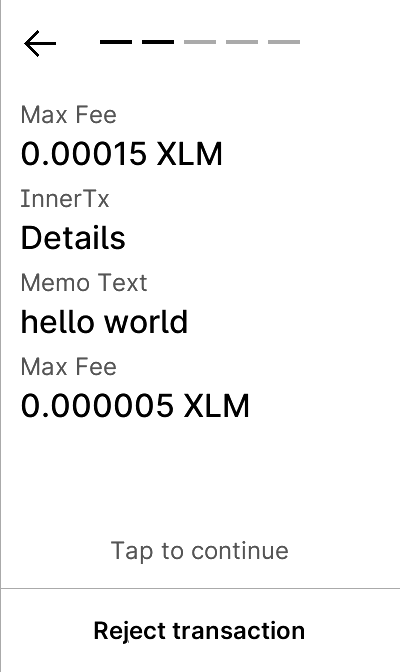 Max Fee
0.00015 XLM
InnerTx
Details
Memo Text
hello world
Max Fee
0.000005 XLM
Tap to continue
Reject transaction